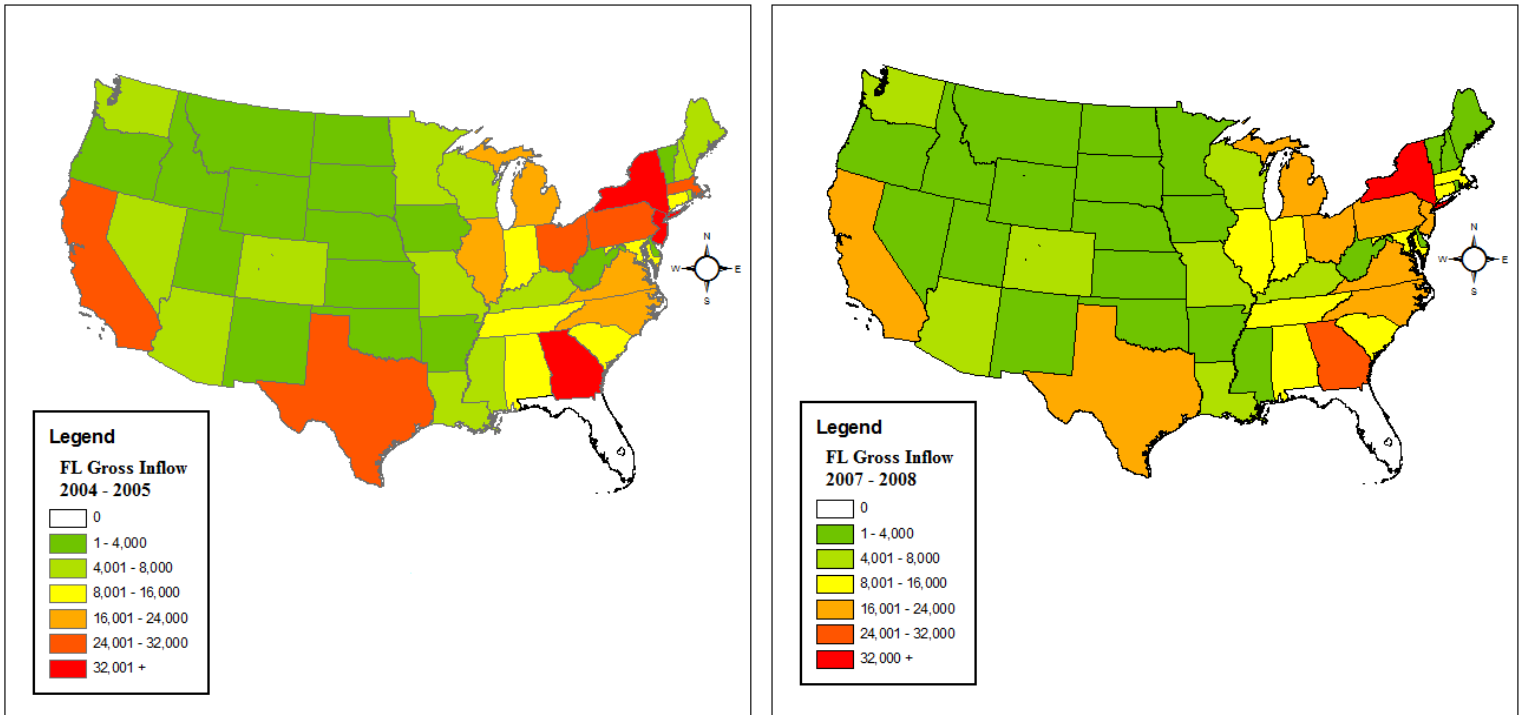 N
W E
S
Legend
FL Gross Inflow
2004 - 2005
0
1 - 4,000
4,001 - 8,000
8,001 - 16,000
16,001 - 24,000
24,001 - 32,000
32,001 +
N
W E
S
Legend
FL Gross Inflow
2007 - 2008
0
1 - 4,000
4,001 - 8,000
8,001 - 16,000
16,001 - 24,000
24,001 - 32,000
32,000 +